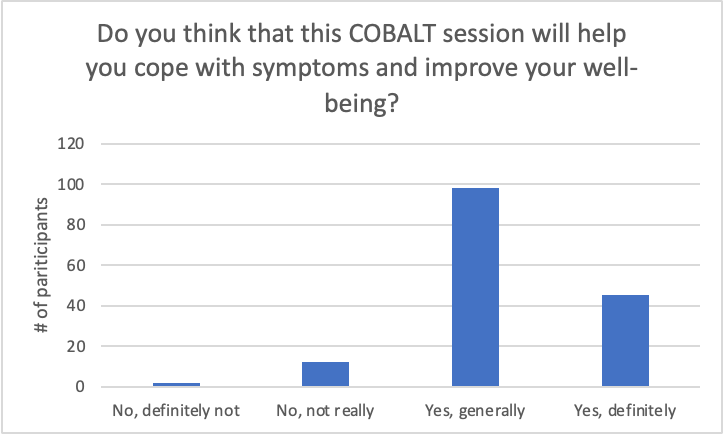 Do you think that this COBALT session will help
you cope with symptoms and improve your well-
being?
120
100
80
60
40
20
0
# of pariticipants
No, definitely not
No, not really
Yes, generally
Yes, definitely